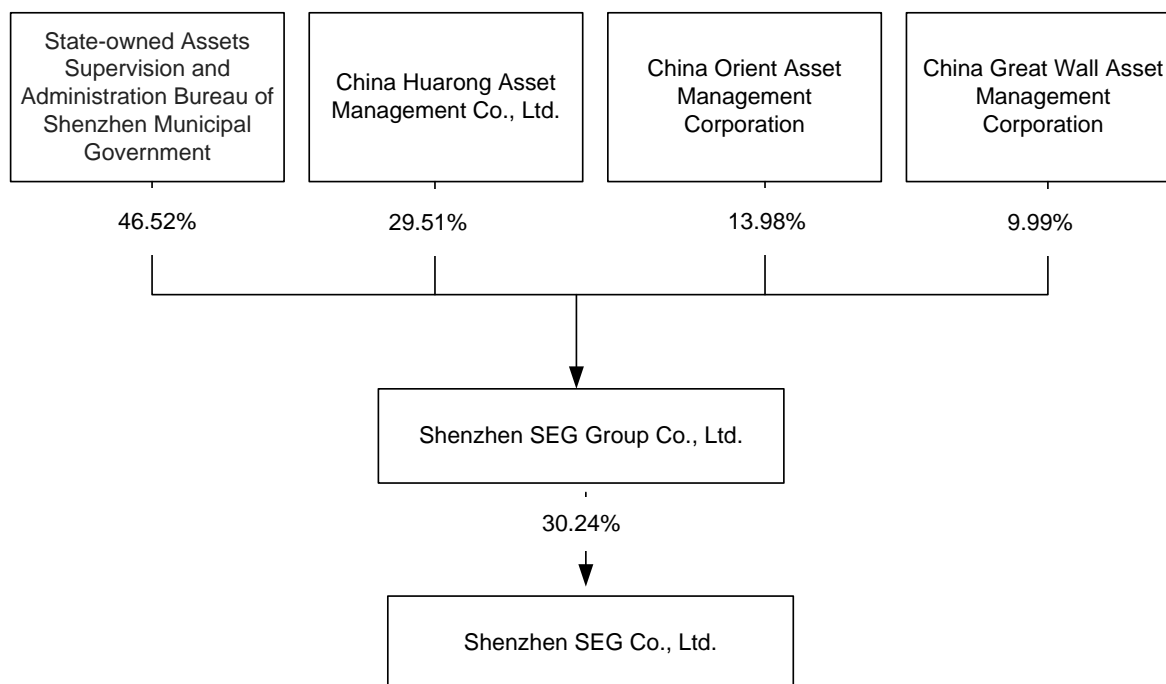 State-owned Assets
Supervision and
Administration Bureau of
Shenzhen Municipal
Government
China Huarong Asset
Management Co., Ltd.
China Orient Asset
Management
Corporation
China Great Wall Asset
Management
Corporation
46.52%
29.51%
13.98%
9.99%
Shenzhen SEG Group Co., Ltd.
30.24%
Shenzhen SEG Co., Ltd.